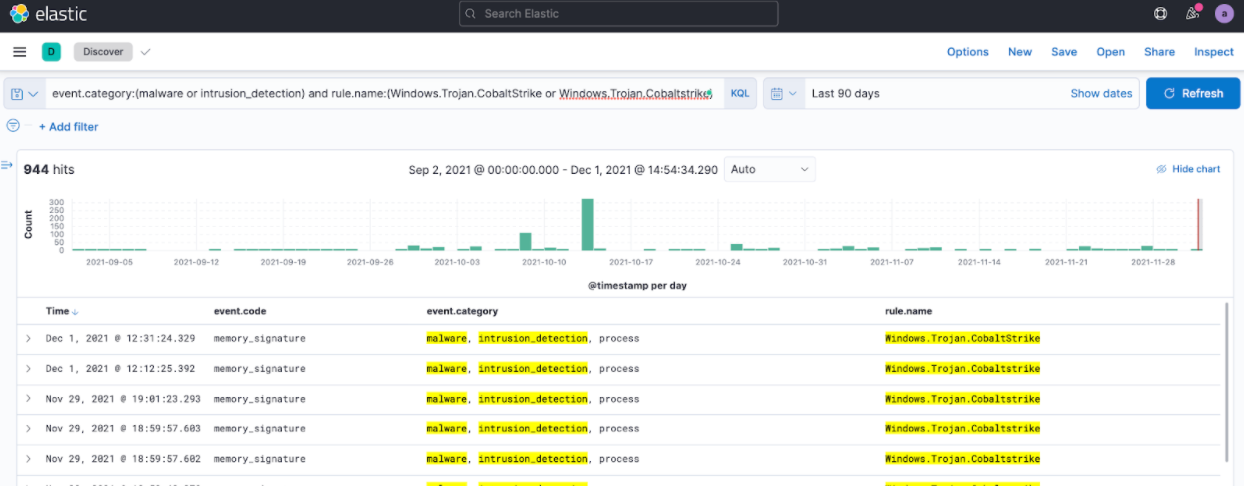 elastic
Search Elastic
a
D
Discover
Options New Save Open Share Inspect
event.category:(malware or intrusion_detection) and rule.name:(Windows.Trojan.CobaltStrike or Windows.Trojan.Cobaltstrike)
KQL
Last 90 days
Show dates
Refresh
+ Add filter
944 hits
Sep 2, 2021 @ 00:00:00.000 - Dec 1, 2021 @ 14:54:34.290
Auto
Hide chart
Count
300
250
200
150
100
50
0
2021-09-05 2021-09-12 2021-09-19 2021-09-26 2021-10-03 2021-10-10 2021-10-17 2021-10-24 2021-10-31 2021-11-07 2021-11-14 2021-11-21 2021-11-28
@timestamp per day
Time event.code event.category rule.name
Dec 1, 2021 @ 12:31:24.329 memory_signature malware, intrusion_detection, process Windows.Trojan.CobaltStrike
Dec 1, 2021 @ 12:12:25.392 memory_signature malware, intrusion_detection, process Windows.Trojan.Cobaltstrike
Nov 29, 2021 @ 19:01:23.293 memory_signature malware, intrusion_detection, process Windows.Trojan.Cobaltstrike
Nov 29, 2021 @ 18:59:57.603 memory_signature malware, intrusion_detection, process Windows.Trojan.Cobaltstrike
Nov 29, 2021 @ 18:59:57.602 memory_signature malware, intrusion_detection, process Windows.Trojan.Cobaltstrike